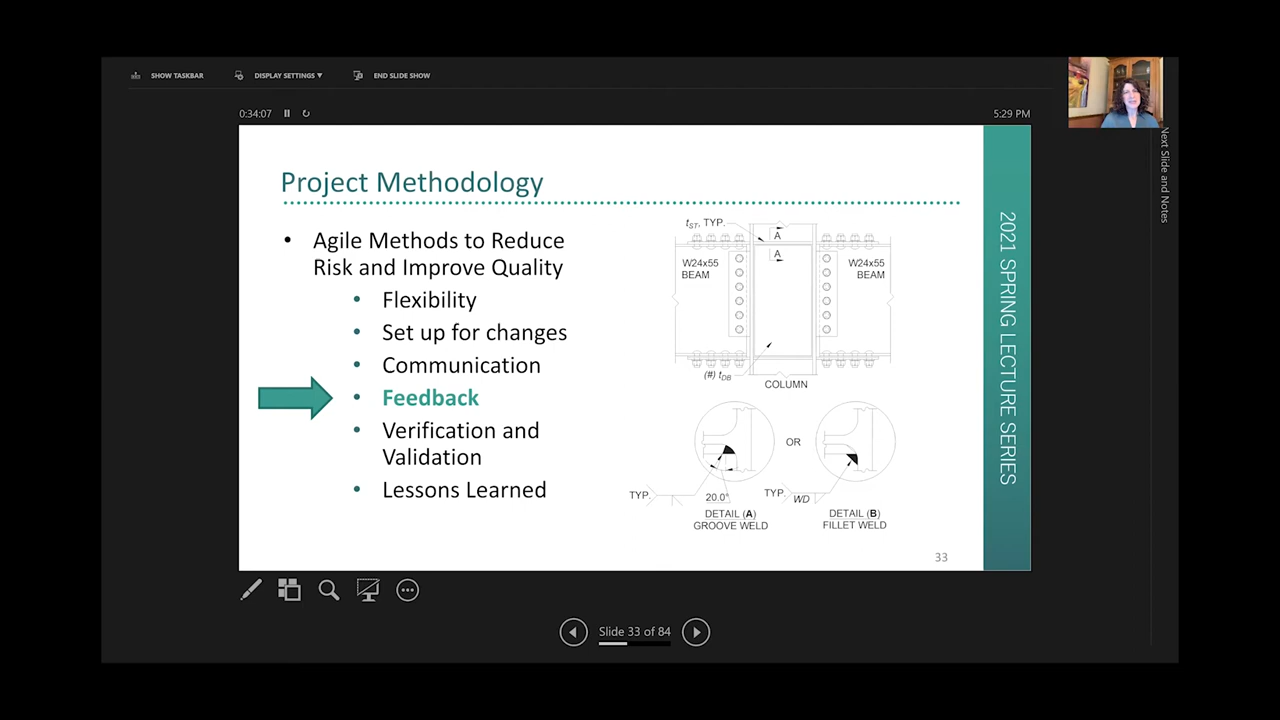 SHOW TASKBAR
DISPLAY SETTINGS ▼
END SLIDE SHOW
0:34:07
5:29 PM
Next Slide and Notes
Project Methodology
• Agile Methods to Reduce
Risk and Improve Quality
• Flexibility
• Set up for changes
• Communication
• Feedback
• Verification and
Validation
• Lessons Learned
tST, TYP.
A
A
W24x55
BEAM
W24x55
BEAM
(#) tDB
COLUMN
OR
TYP.
20.0°
TYP.
WD
DETAIL (A)
GROOVE WELD
DETAIL (B)
FILLET WELD
33
2021 SPRING LECTURE SERIES
Slide 33 of 84